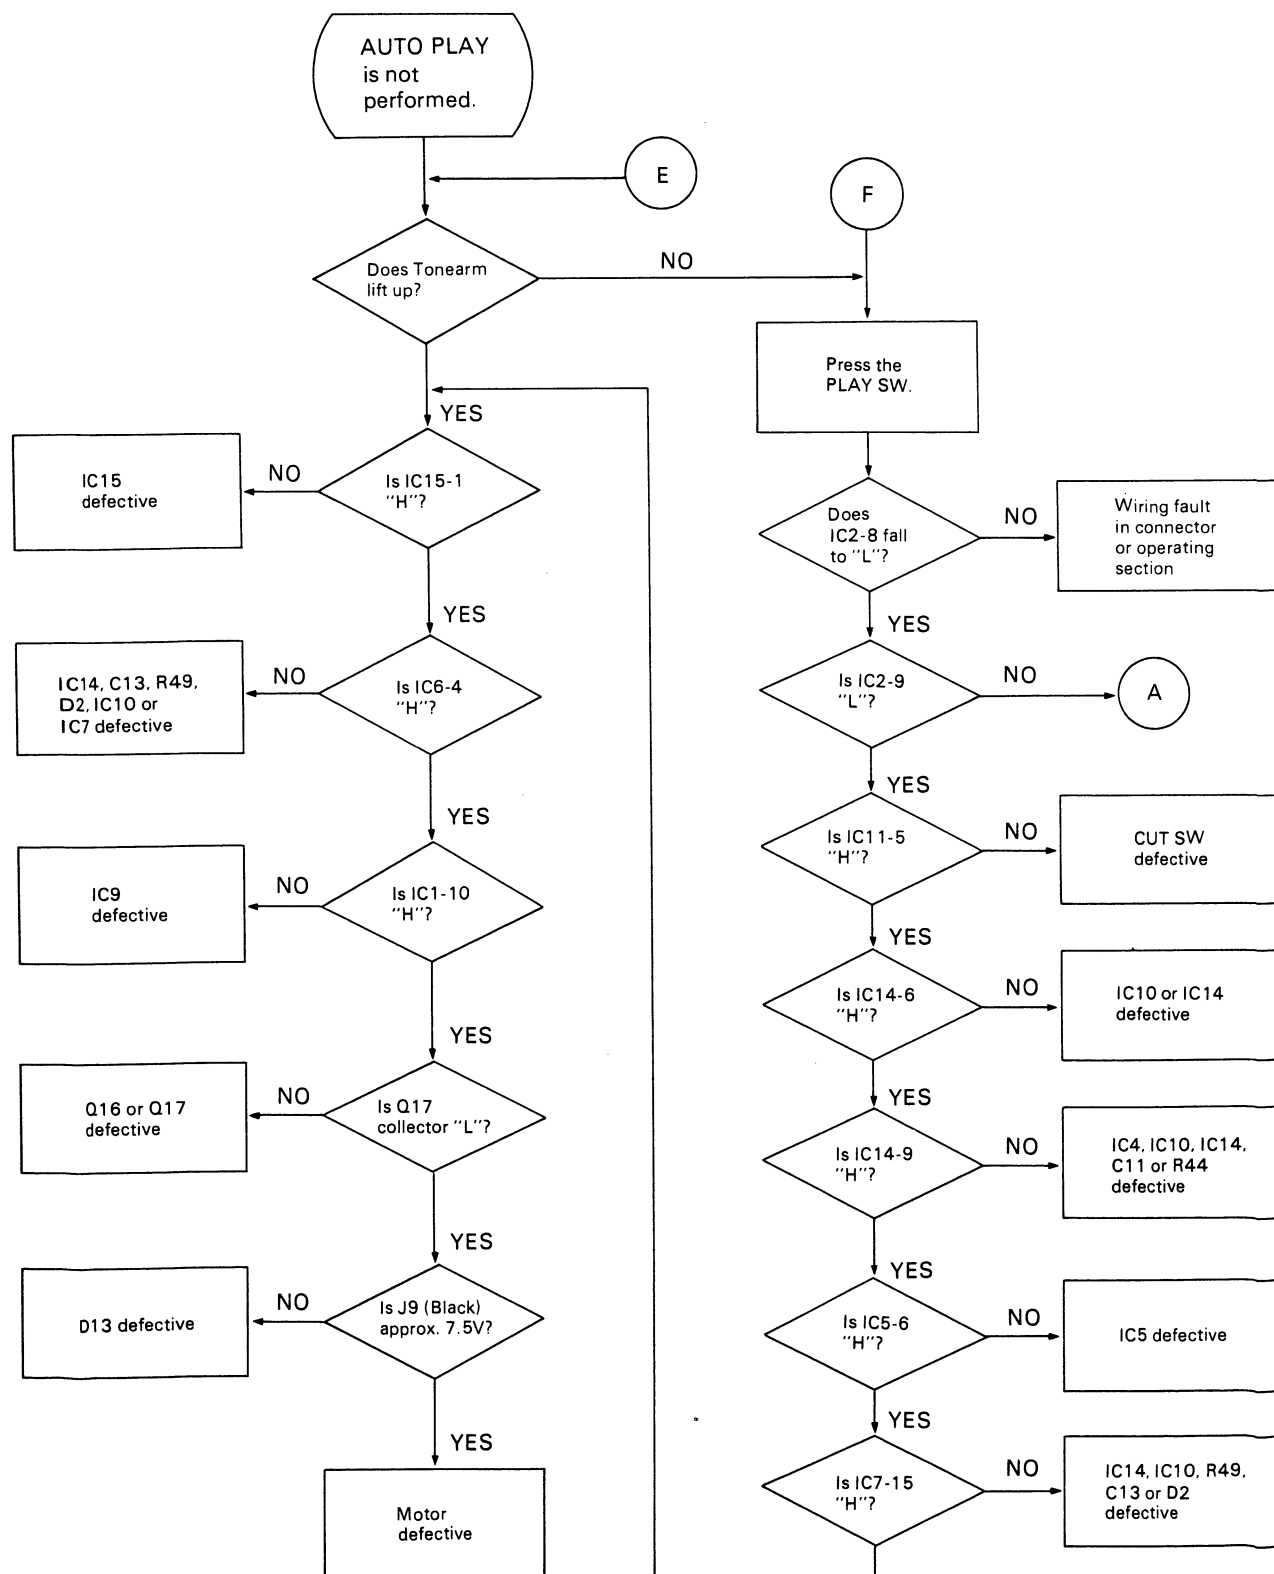 AUTO PLAY
is not
performed.
E
F
Does Tonearm
lift up?
NO
Press the
PLAY SW.
YES
Is IC15-1
"H"?
NO
IC15
defective
Does
IC2-8 fall
to "L"?
NO
Wiring fault
in connector
or operating
section
YES
YES
Is IC6-4
"H"?
NO
IC14, C13, R49,
D2, IC10 or
IC7 defective
Is IC2-9
"L"?
NO
A
YES
YES
Is IC11-5
"H"?
NO
CUT SW
defective
Is IC1-10
"H"?
NO
IC9
defective
YES
Is IC14-6
"H"?
NO
IC10 or IC14
defective
YES
Is Q17
collector "L"?
NO
Q16 or Q17
defective
YES
Is IC14-9
"H"?
NO
IC4, IC10, IC14,
C11 or R44
defective
YES
Is J9 (Black)
approx. 7.5V?
NO
D13 defective
YES
Is IC5-6
"H"?
NO
IC5 defective
YES
Motor
defective
YES
Is IC7-15
"H"?
NO
IC14, IC10, R49,
C13 or D2
defective